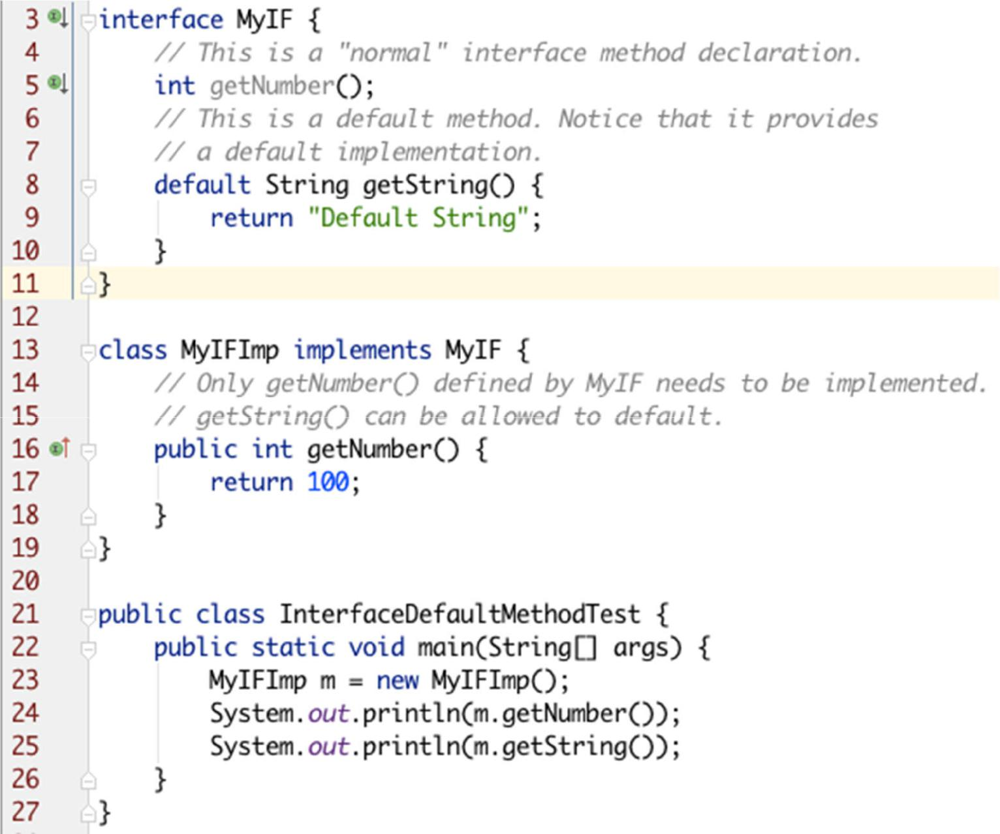 3 interface MyIF {
4     // This is a "normal" interface method declaration.
5     int getNumber();
6     // This is a default method. Notice that it provides
7     // a default implementation.
8     default String getString() {
9         return "Default String";
10     }
11 }
12
13 class MyIFImp implements MyIF {
14     // Only getNumber() defined by MyIF needs to be implemented.
15     // getString() can be allowed to default.
16     public int getNumber() {
17         return 100;
18     }
19 }
20
21 public class InterfaceDefaultMethodTest {
22     public static void main(String[] args) {
23         MyIFImp m = new MyIFImp();
24         System.out.println(m.getNumber());
25         System.out.println(m.getString());
26     }
27 }